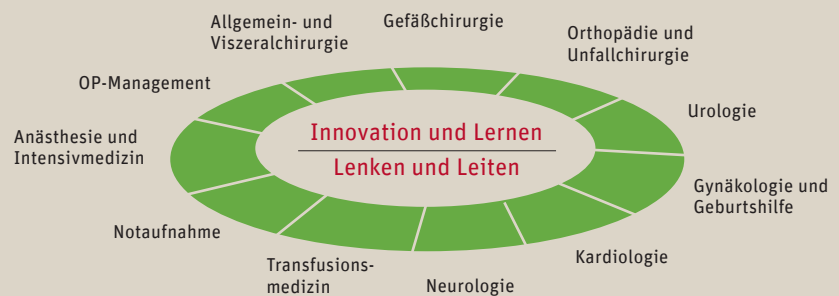 Allgemein- und
Viszeralchirurgie
Gefäßchirurgie
Orthopädie und
Unfallchirurgie
OP-Management
Urologie
Anästhesie und
Intensivmedizin
Innovation und Lernen
Lenken und Leiten
Gynäkologie und
Geburtshilfe
Notaufnahme
Transfusions-
medizin
Neurologie
Kardiologie